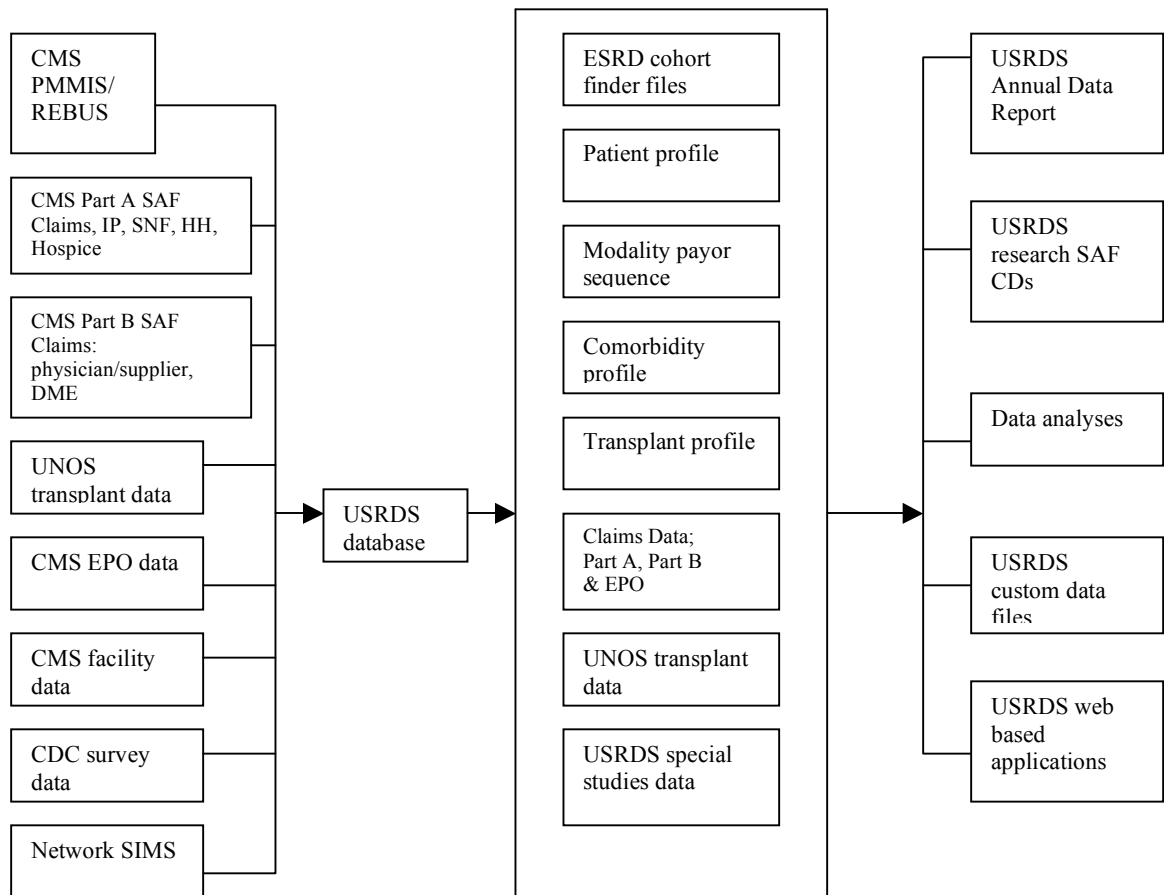 CMS
PMMIS/
REBUS
CMS Part A SAF
Claims, IP, SNF, HH,
Hospice
CMS Part B SAF
Claims:
physician/supplier,
DME
UNOS
transplant data
CMS EPO data
CMS facility
data
CDC survey
data
Network SIMS
USRDS
database
ESRD cohort
finder files
Patient profile
Modality payor
sequence
Comorbidity
profile
Transplant profile
Claims Data;
Part A, Part B
& EPO
UNOS transplant
data
USRDS special
studies data
USRDS
Annual Data
Report
USRDS
research SAF
CDs
Data analyses
USRDS
custom data
files
USRDS web
based
applications